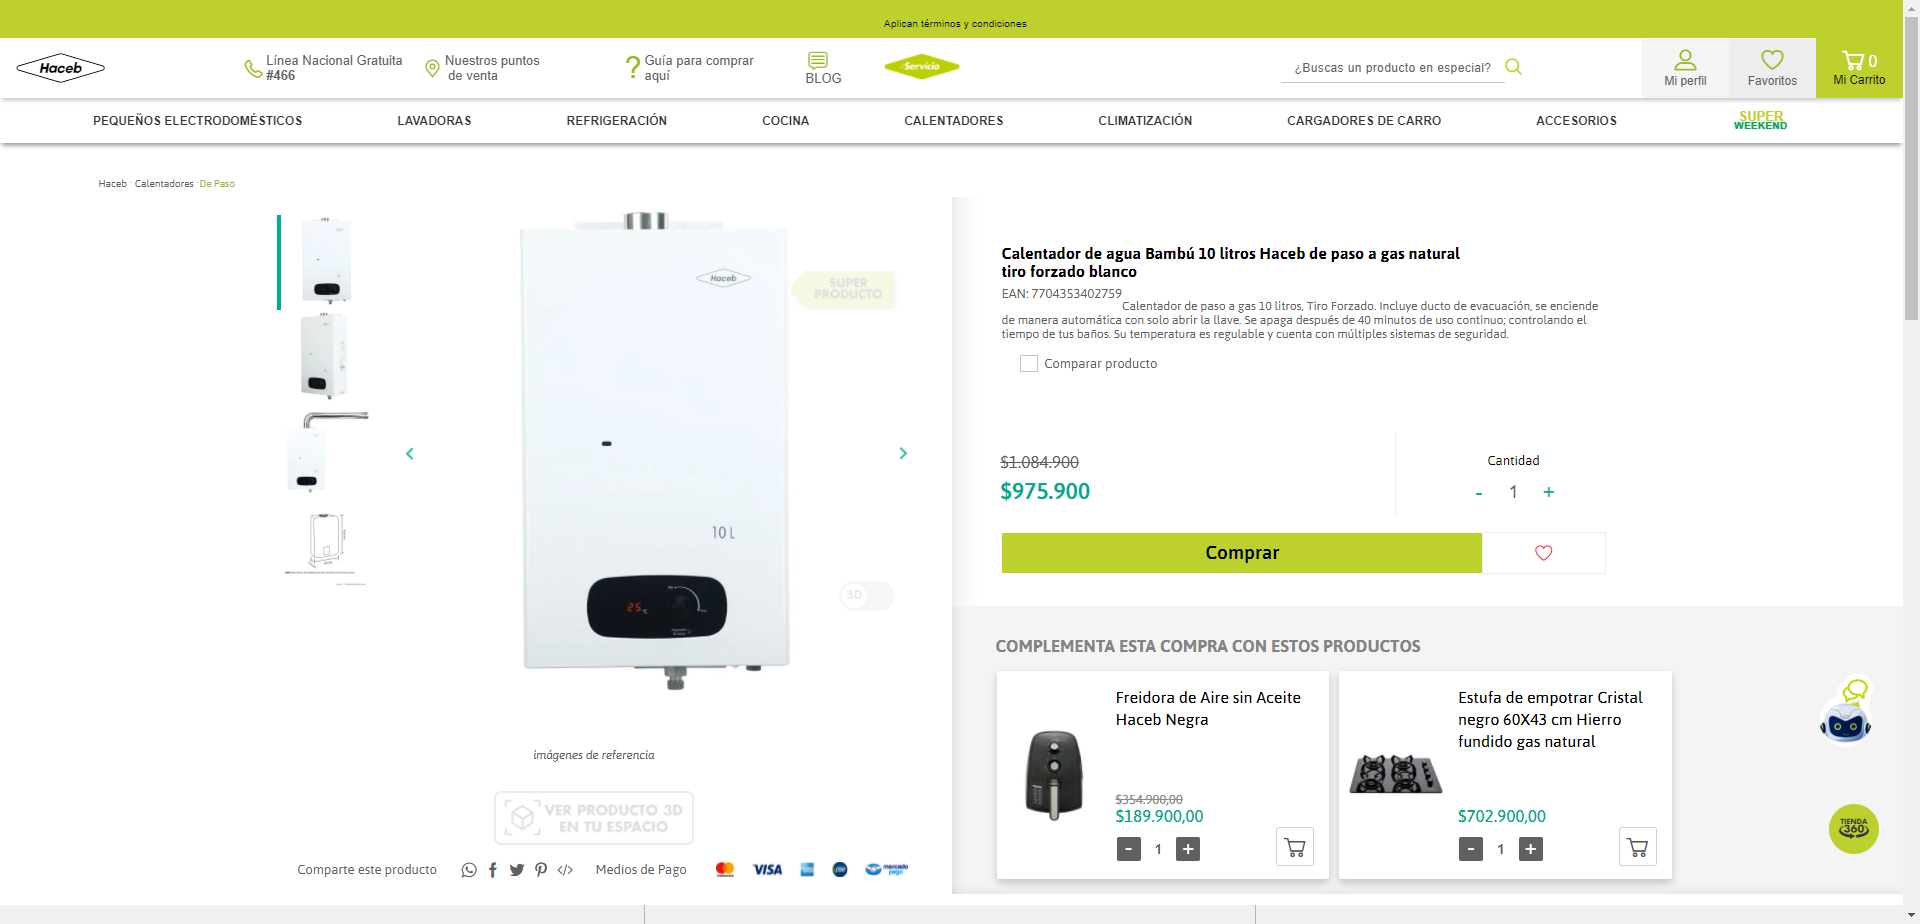 Aplican términos y condiciones
Haceb
Línea Nacional Gratuita
#466
Nuestros puntos
de venta
Guía para comprar
aquí
BLOG
Servicio
¿Buscas un producto en especial?
Mi perfil
Favoritos
0
Mi Carrito
PEQUEÑOS ELECTRODOMÉSTICOS
LAVADORAS
REFRIGERACIÓN
COCINA
CALENTADORES
CLIMATIZACIÓN
CARGADORES DE CARRO
ACCESORIOS
SUPER
WEEKEND
Haceb · Calentadores · De Paso
Haceb
SUPER
PRODUCTO
10 L
25 °C
3D
imágenes de referencia
VER PRODUCTO 3D
EN TU ESPACIO
Comparte este producto
Medios de Pago
VISA
mercado
pago
Calentador de agua Bambú 10 litros Haceb de paso a gas natural
tiro forzado blanco
EAN: 7704353402759
Calentador de paso a gas 10 litros, Tiro Forzado. Incluye ducto de evacuación, se enciende
de manera automática con solo abrir la llave. Se apaga después de 40 minutos de uso continuo; controlando el
tiempo de tus baños. Su temperatura es regulable y cuenta con múltiples sistemas de seguridad.
Comparar producto
$1.084.900
$975.900
Cantidad
- 1 +
Comprar
COMPLEMENTA ESTA COMPRA CON ESTOS PRODUCTOS
Freidora de Aire sin Aceite
Haceb Negra
$354.900,00
$189.900,00
- 1 +
Estufa de empotrar Cristal
negro 60X43 cm Hierro
fundido gas natural
$702.900,00
- 1 +
TIENDA
360